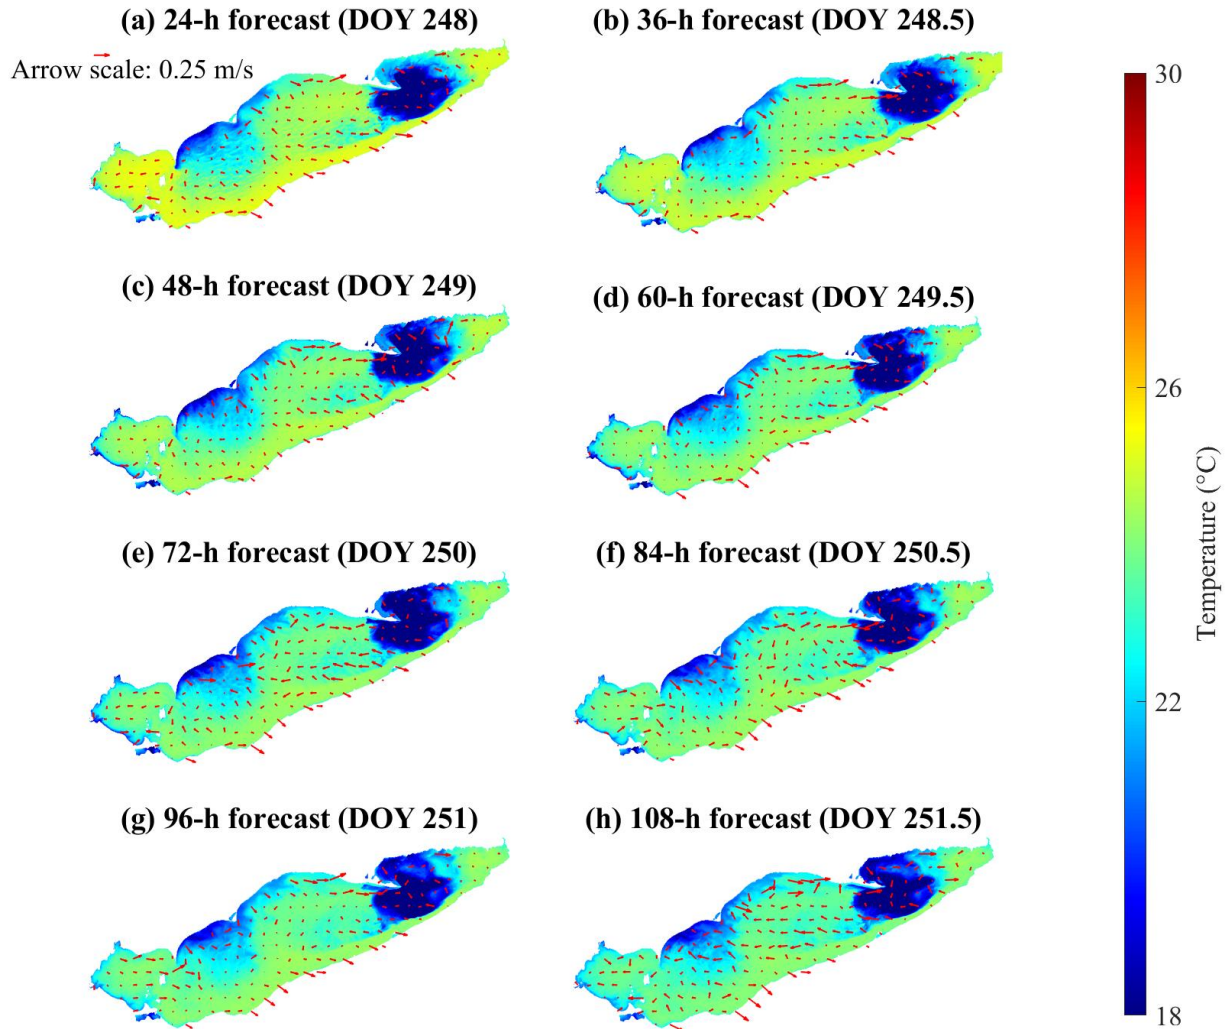 (a) 24-h forecast (DOY 248)
(b) 36-h forecast (DOY 248.5)
Arrow scale: 0.25 m/s
(c) 48-h forecast (DOY 249)
(d) 60-h forecast (DOY 249.5)
(e) 72-h forecast (DOY 250)
(f) 84-h forecast (DOY 250.5)
(g) 96-h forecast (DOY 251)
(h) 108-h forecast (DOY 251.5)
30
26
22
18
Temperature (°C)